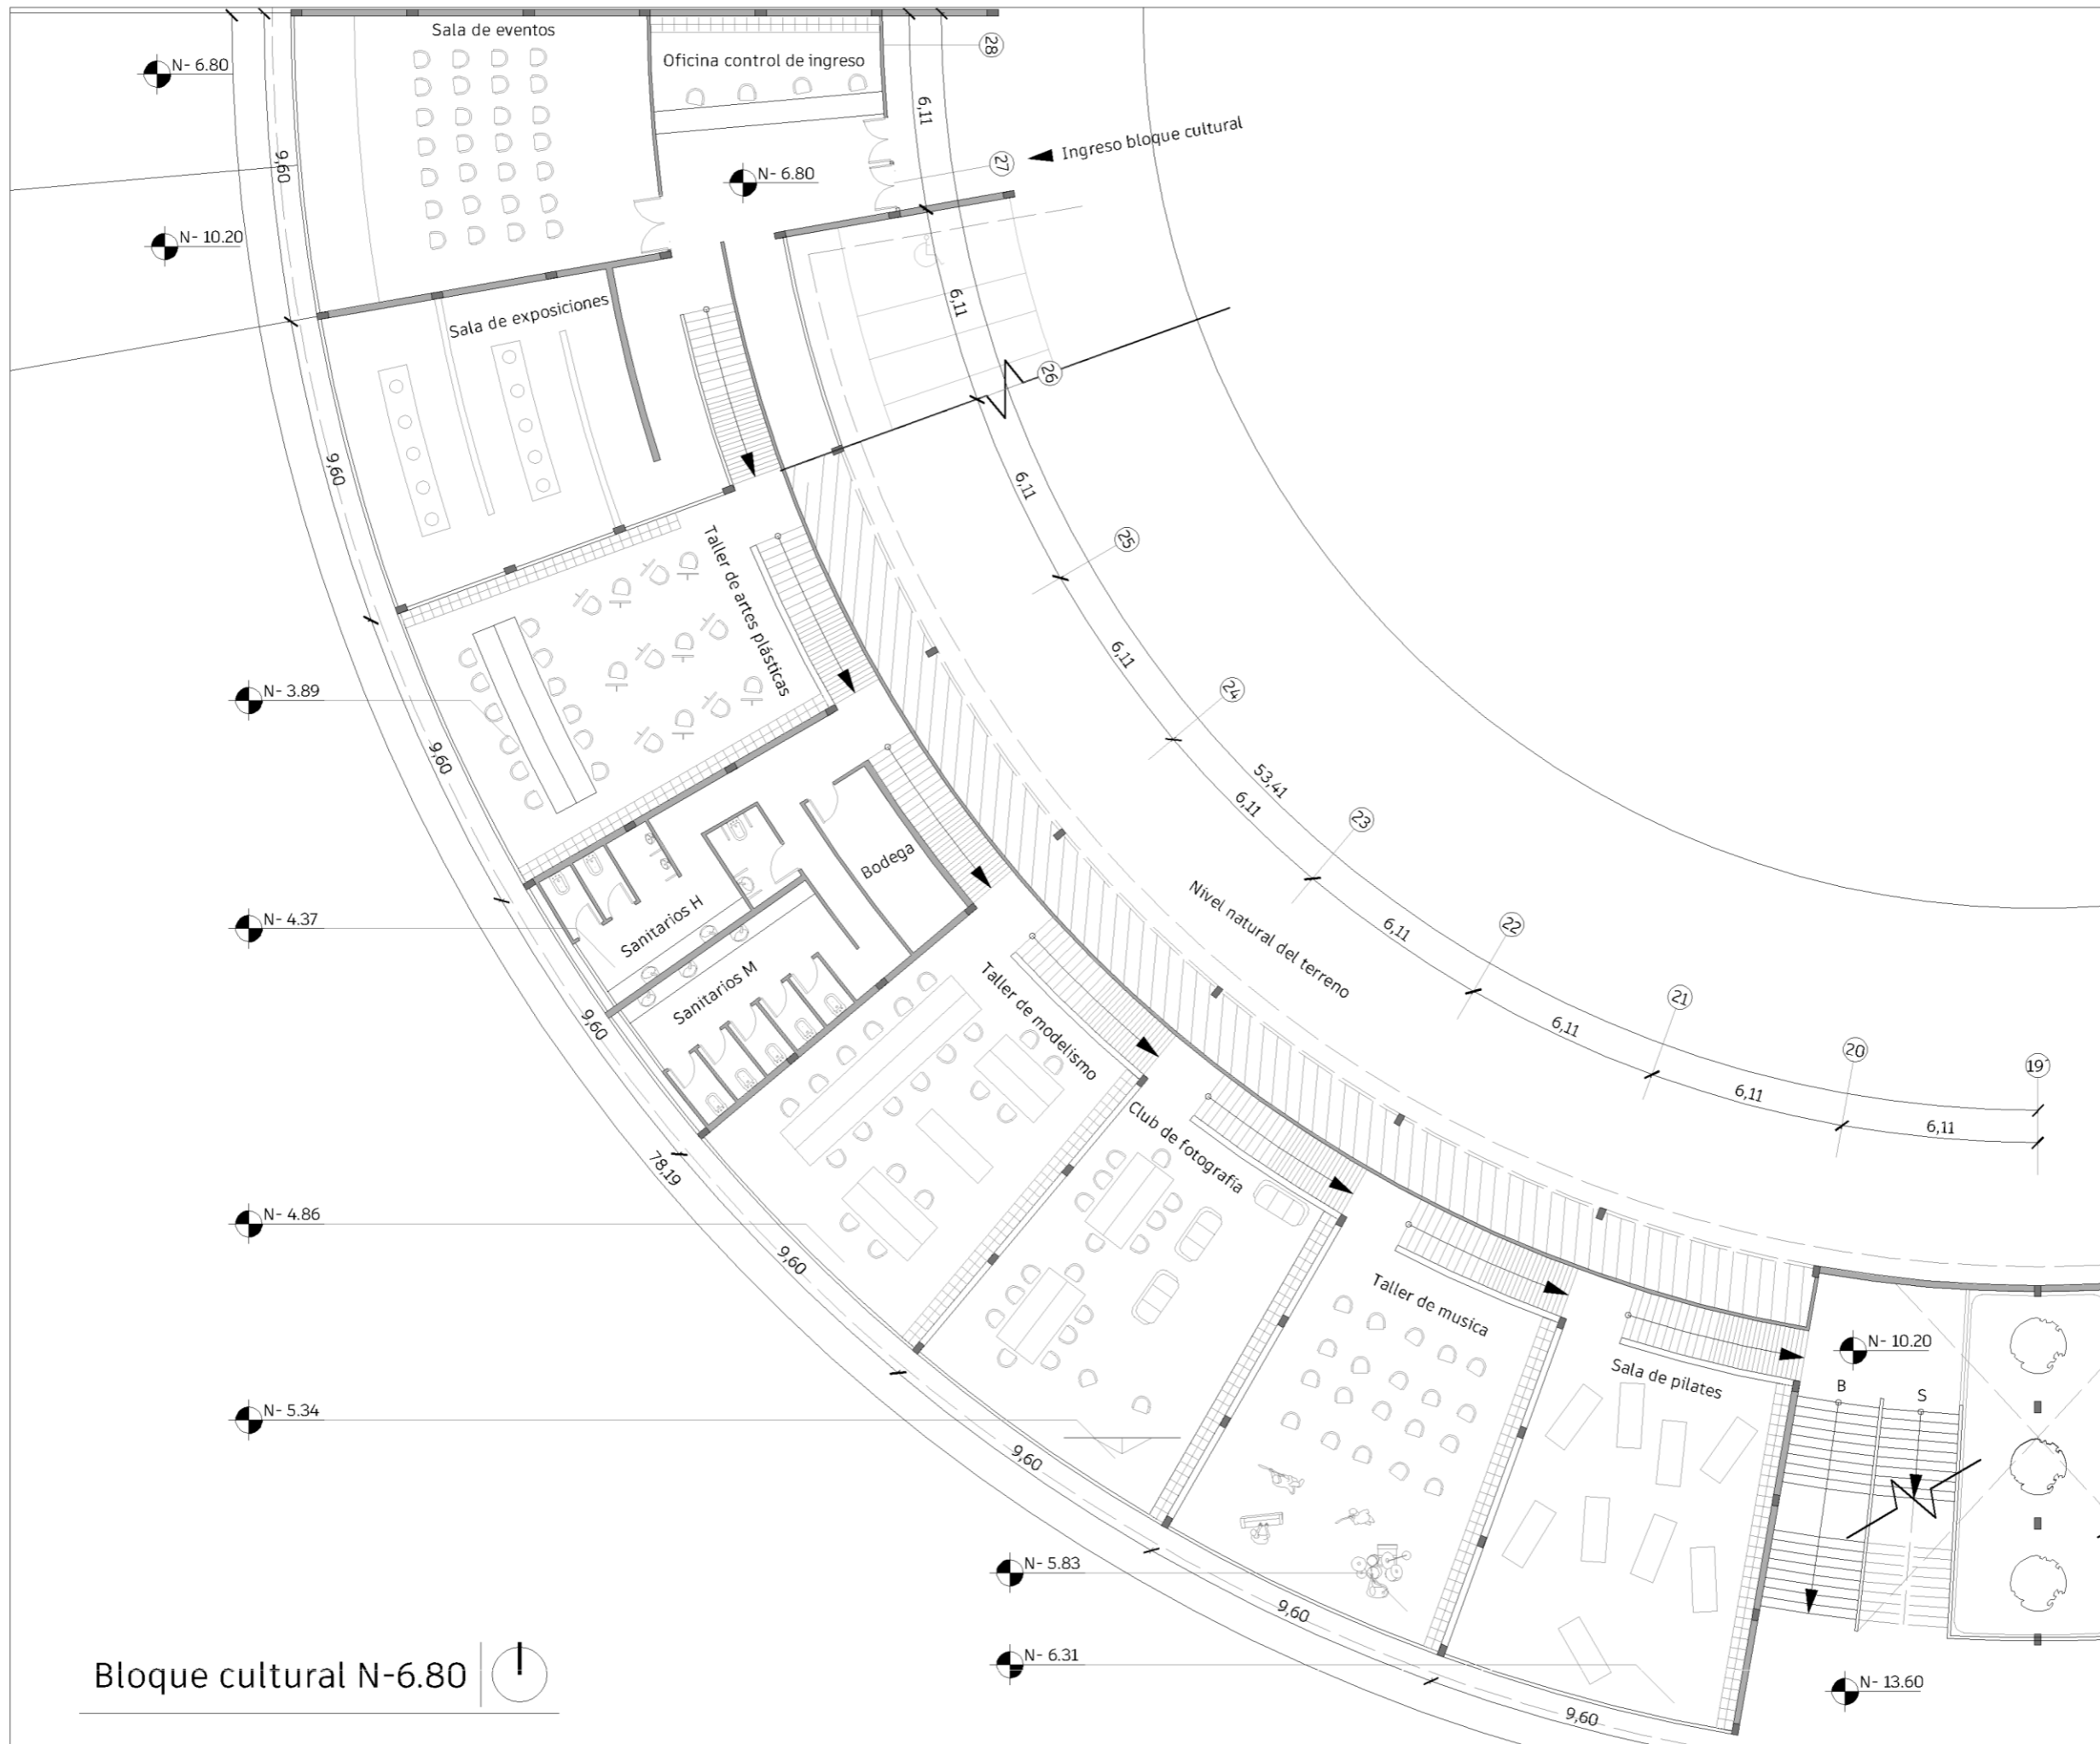 Sala de eventos
Oficina control de ingreso
28
N- 6.80
6,11
Ingreso bloque cultural
27
9,60
N- 6.80
N- 10.20
6,11
Sala de exposiciones
26
9,60
6,11
25
Taller de artes plásticas
6,11
24
N- 3.89
9,60
53,41
6,11
23
Bodega
Nivel natural del terreno
22
6,11
N- 4.37
Sanitarios H
Sanitarios M
Taller de modelismo
21
6,11
9,60
20
19´
6,11
6,11
Club de fotografía
78,19
N- 4.86
9,60
Taller de musica
N- 10.20
Sala de pilates
B
S
N- 5.34
9,60
N- 5.83
9,60
N- 6.31
N- 13.60
9,60
Bloque cultural N-6.80